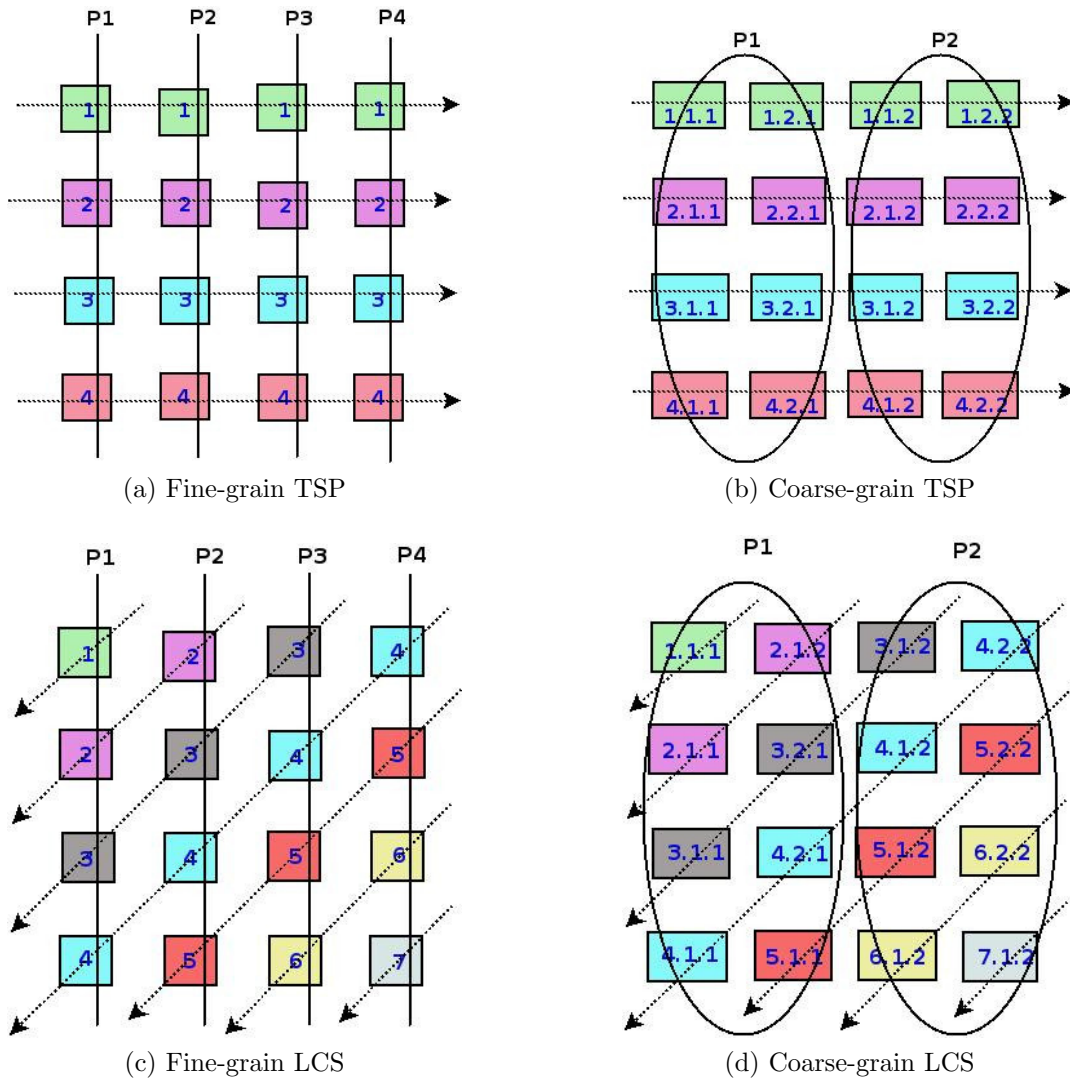 P1 P2 P3 P4
1 1 1 1
2 2 2 2
3 3 3 3
4 4 4 4
(a) Fine-grain TSP
P1 P2
1.1.1 1.2.1 1.1.2 1.2.2
2.1.1 2.2.1 2.1.2 2.2.2
3.1.1 3.2.1 3.1.2 3.2.2
4.1.1 4.2.1 4.1.2 4.2.2
(b) Coarse-grain TSP
P1 P2 P3 P4
1 2 3 4
2 3 4 5
3 4 5 6
4 5 6 7
(c) Fine-grain LCS
P1 P2
1.1.1 2.1.2 3.1.2 4.2.2
2.1.1 3.2.1 4.1.2 5.2.2
3.1.1 4.2.1 5.1.2 6.2.2
4.1.1 5.1.1 6.1.2 7.1.2
(d) Coarse-grain LCS